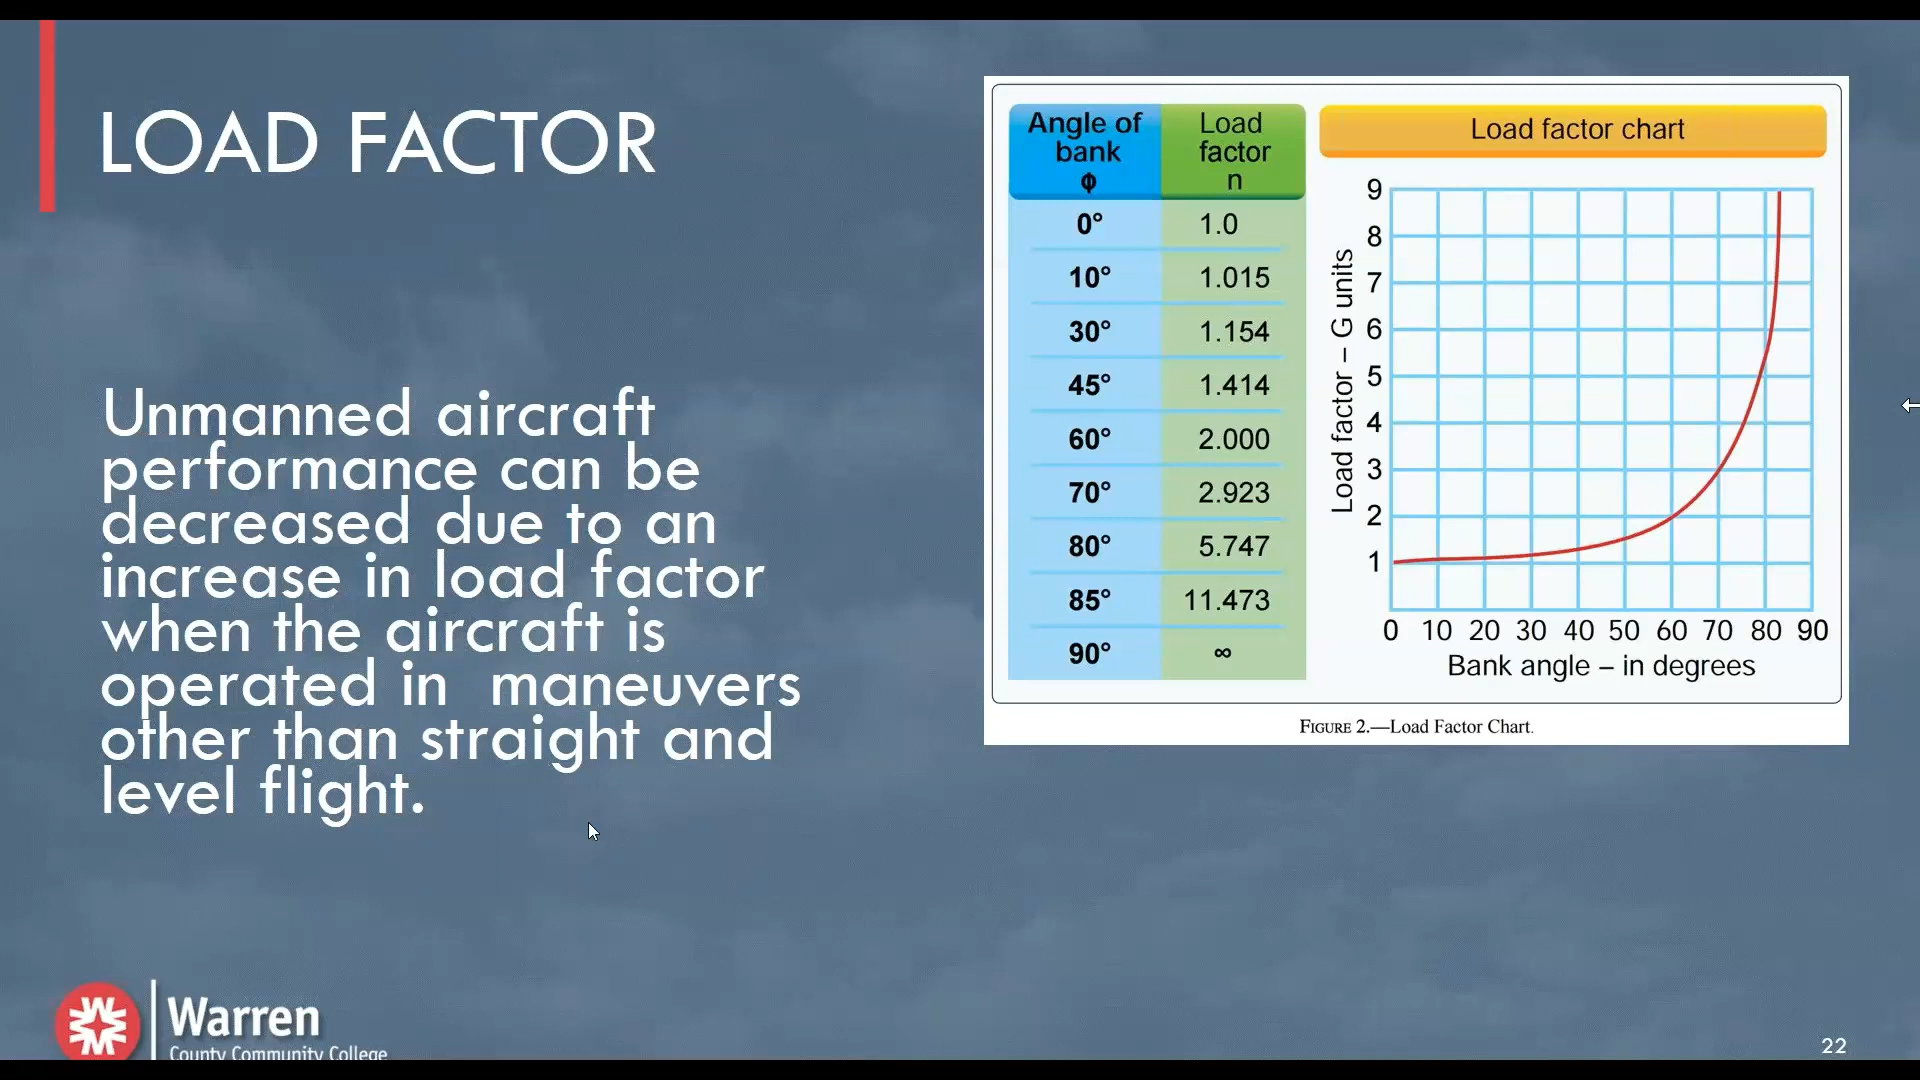 LOAD FACTOR
Unmanned aircraft
performance can be
decreased due to an
increase in load factor
when the aircraft is
operated in  maneuvers
other than straight and
level flight.
Angle of
bank
ϕ
Load
factor
n
0° 1.0
10° 1.015
30° 1.154
45° 1.414
60° 2.000
70° 2.923
80° 5.747
85° 11.473
90° ∞
Load factor chart
Load factor – G units
9
8
7
6
5
4
3
2
1
0 10 20 30 40 50 60 70 80 90
Bank angle – in degrees
FIGURE 2.—Load Factor Chart.
Warren
County Community College
22